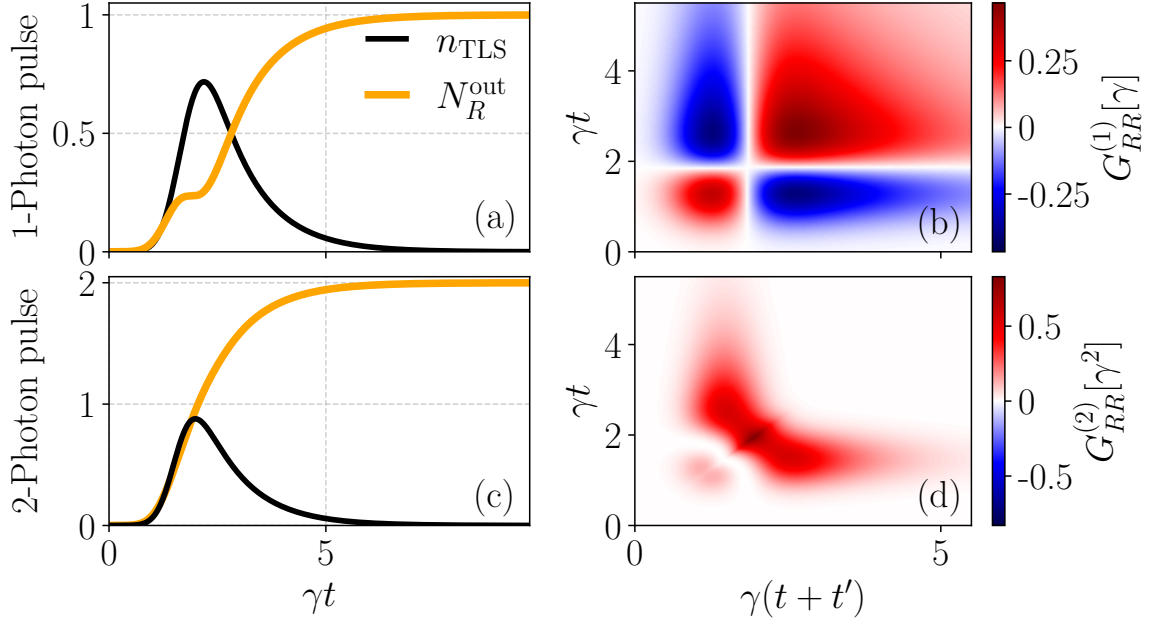 1-Photon pulse
1
0.5
0
n_TLS
N_R^out
(a)
γt
4
2
0
(b)
0.25
0
-0.25
G_RR^(1)[γ]
2-Photon pulse
2
1
0
(c)
0
5
γt
γt
4
2
0
(d)
0
5
γ(t + t′)
0.5
0
-0.5
G_RR^(2)[γ²]